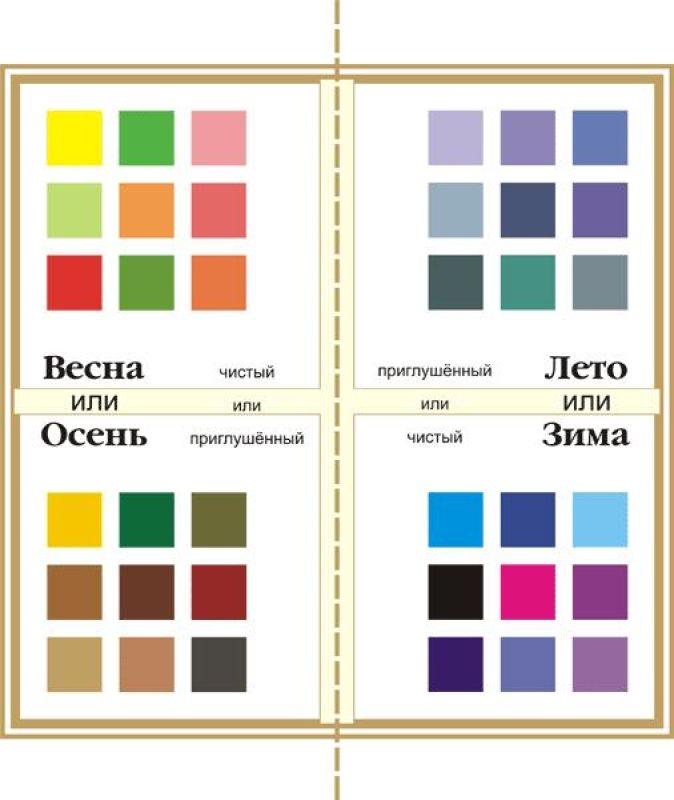 Весна чистый
или или
Осень приглушённый
приглушённый Лето
или или
чистый Зима